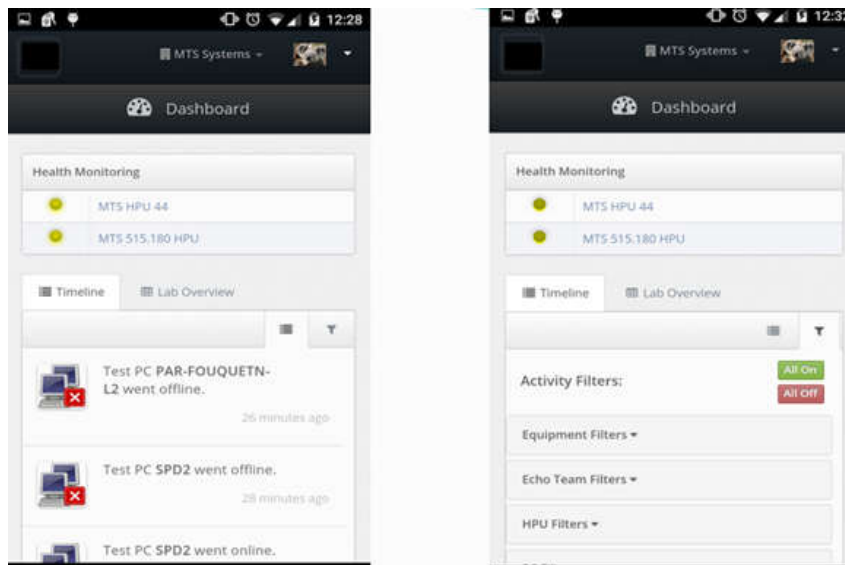 12:28
MTS Systems
Dashboard
Health Monitoring
MTS HPU 44
MTS 515.180 HPU
Timeline Lab Overview
Test PC PAR-FOUQUETN-
L2 went offline.
26 minutes ago
Test PC SPD2 went offline.
28 minutes ago
Test PC SPD2 went online.
12:32
MTS Systems
Dashboard
Health Monitoring
MTS HPU 44
MTS 515.180 HPU
Timeline Lab Overview
Activity Filters:
All On
All Off
Equipment Filters
Echo Team Filters
HPU Filters